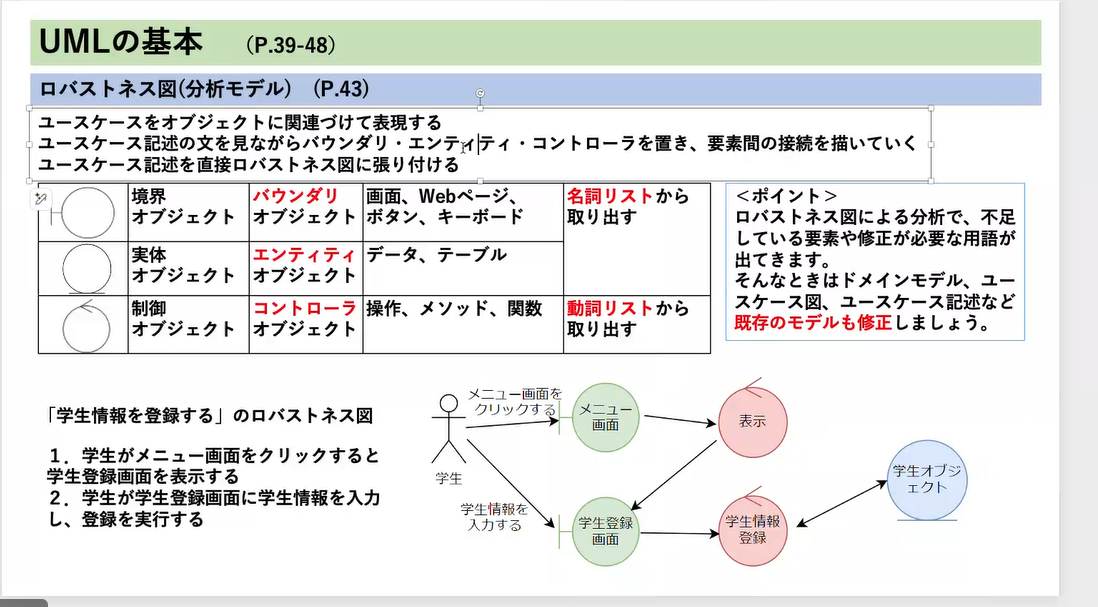 UMLの基本 （P.39-48）
ロバストネス図(分析モデル) （P.43）
ユースケースをオブジェクトに関連づけて表現する
ユースケース記述の文を見ながらバウンダリ・エンティティ・コントローラを置き、要素間の接続を描いていく
ユースケース記述を直接ロバストネス図に張り付ける
境界
オブジェクト
バウンダリ
オブジェクト
画面、Webページ、
ボタン、キーボード
名詞リストから
取り出す
実体
オブジェクト
エンティティ
オブジェクト
データ、テーブル
制御
オブジェクト
コントローラ
オブジェクト
操作、メソッド、関数
動詞リストから
取り出す
＜ポイント＞
ロバストネス図による分析で、不足
している要素や修正が必要な用語が
出てきます。
そんなときはドメインモデル、ユー
スケース図、ユースケース記述など
既存のモデルも修正しましょう。
「学生情報を登録する」のロバストネス図
１．学生がメニュー画面をクリックすると
学生登録画面を表示する
２．学生が学生登録画面に学生情報を入力
し、登録を実行する
メニュー画面を
クリックする
学生
学生情報を
入力する
メニュー
画面
表示
学生登録
画面
学生情報
登録
学生オブジ
ェクト